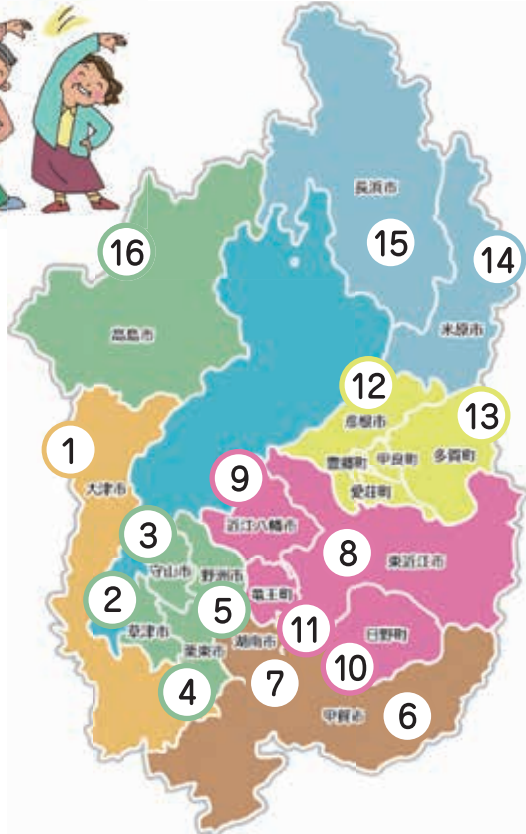 長浜市
15
14
16
高島市
米原市
12
彦根市
13
1
豊郷町
甲良町
多賀町
9
大津市
愛荘町
近江八幡市
3
8
東近江市
守山市
野洲市
2
竜王町
5
草津市
11
日野町
湖南市
栗東市
10
7
4
甲賀市
6